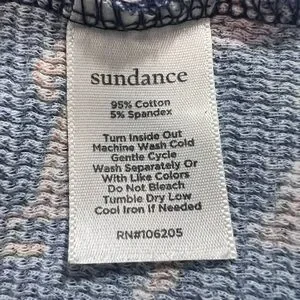 sundance
95% Cotton
5% Spandex
Turn Inside Out
Machine Wash Cold
Gentle Cycle
Wash Separately Or
With Like Colors
Do Not Bleach
Tumble Dry Low
Cool Iron If Needed
RN#106205